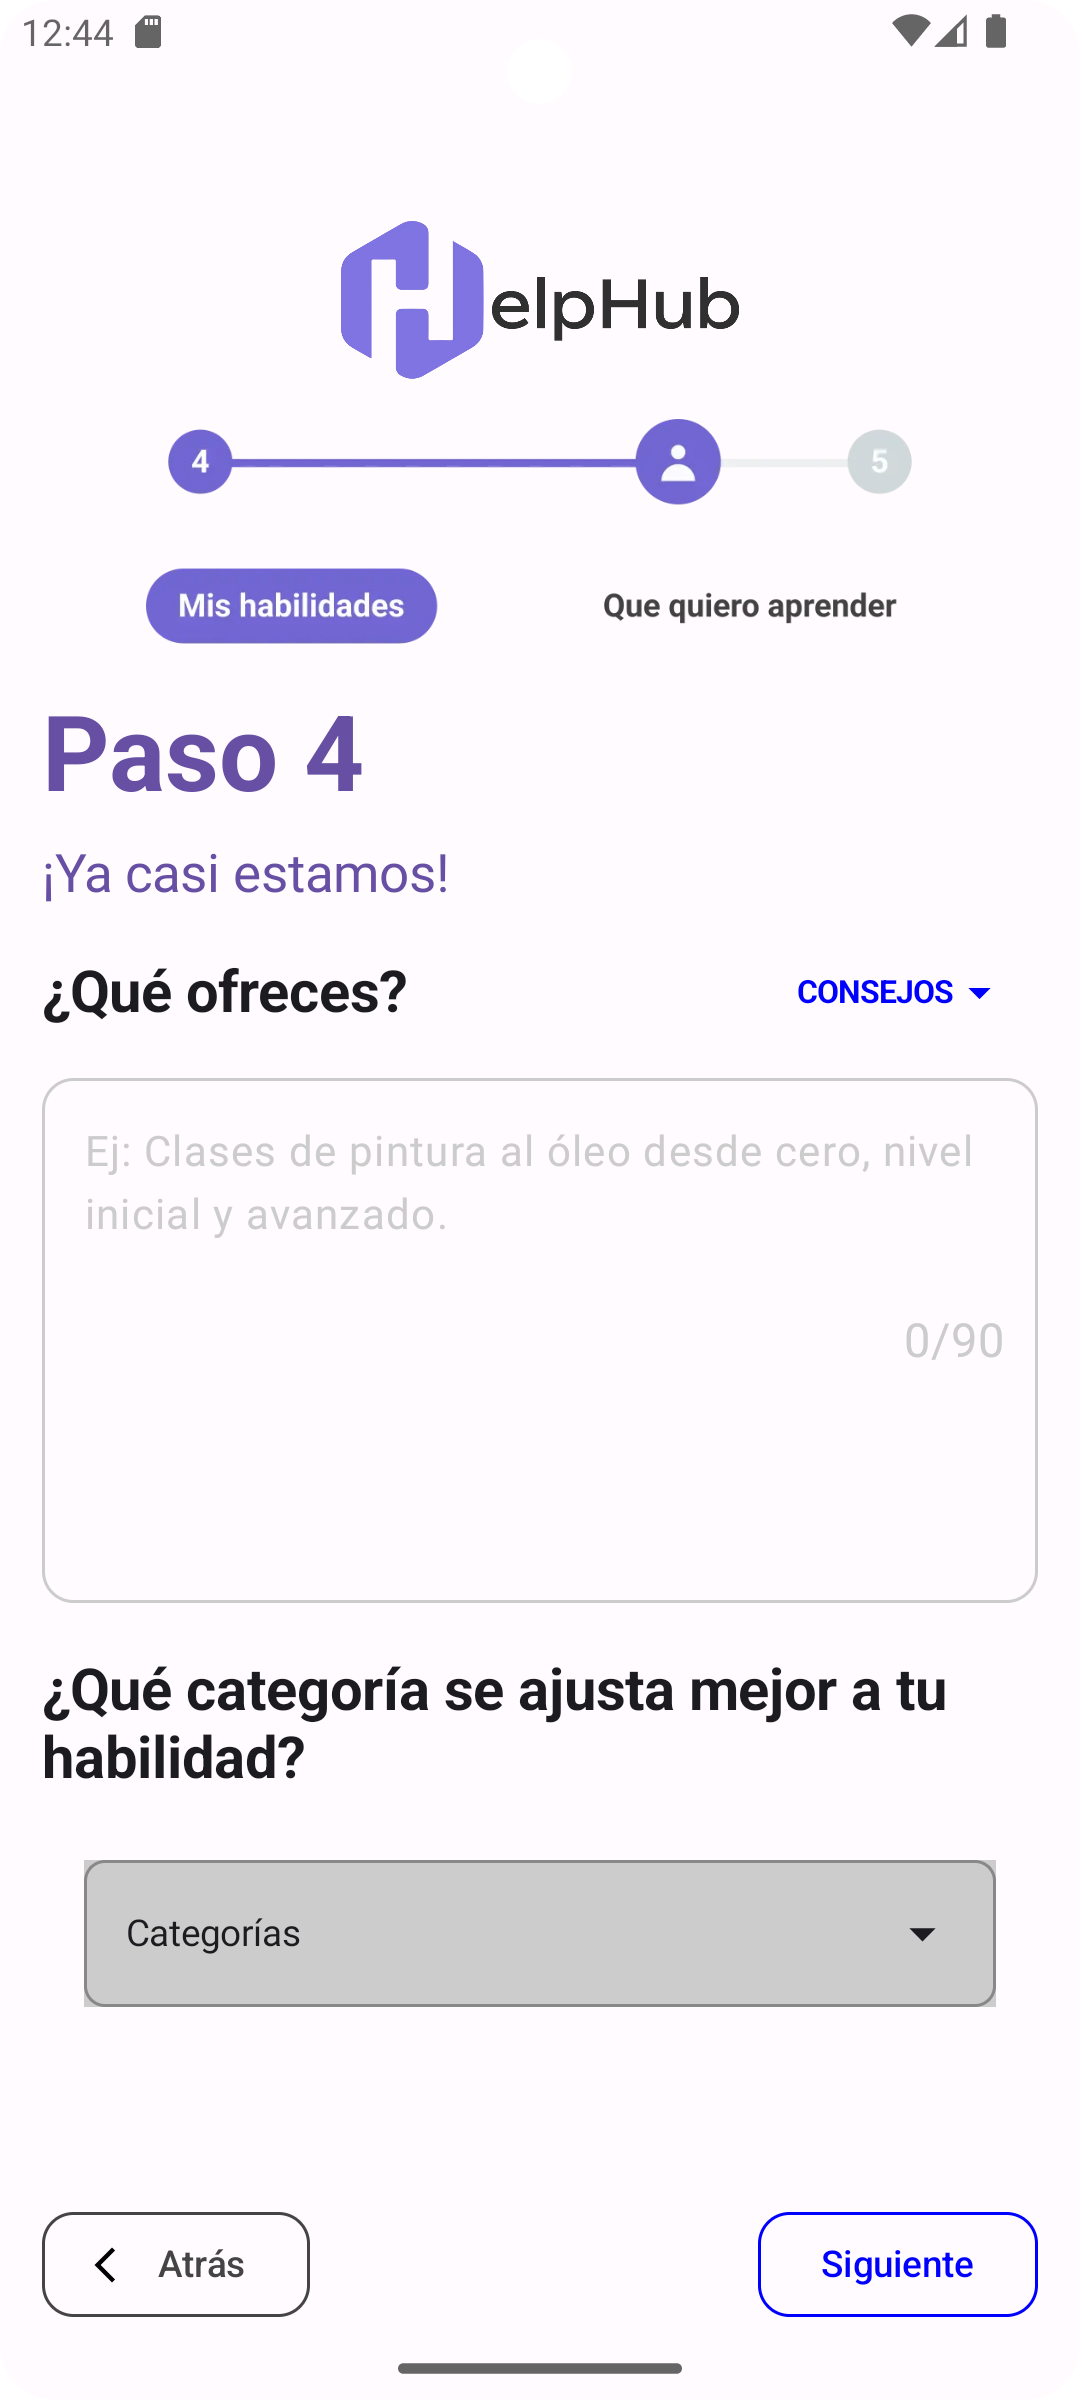 12:44
elpHub
4
5
Mis habilidades
Que quiero aprender
Paso 4
¡Ya casi estamos!
¿Qué ofreces?
CONSEJOS
Ej: Clases de pintura al óleo desde cero, nivel
inicial y avanzado.
0/90
¿Qué categoría se ajusta mejor a tu
habilidad?
Categorías
Atrás
Siguiente